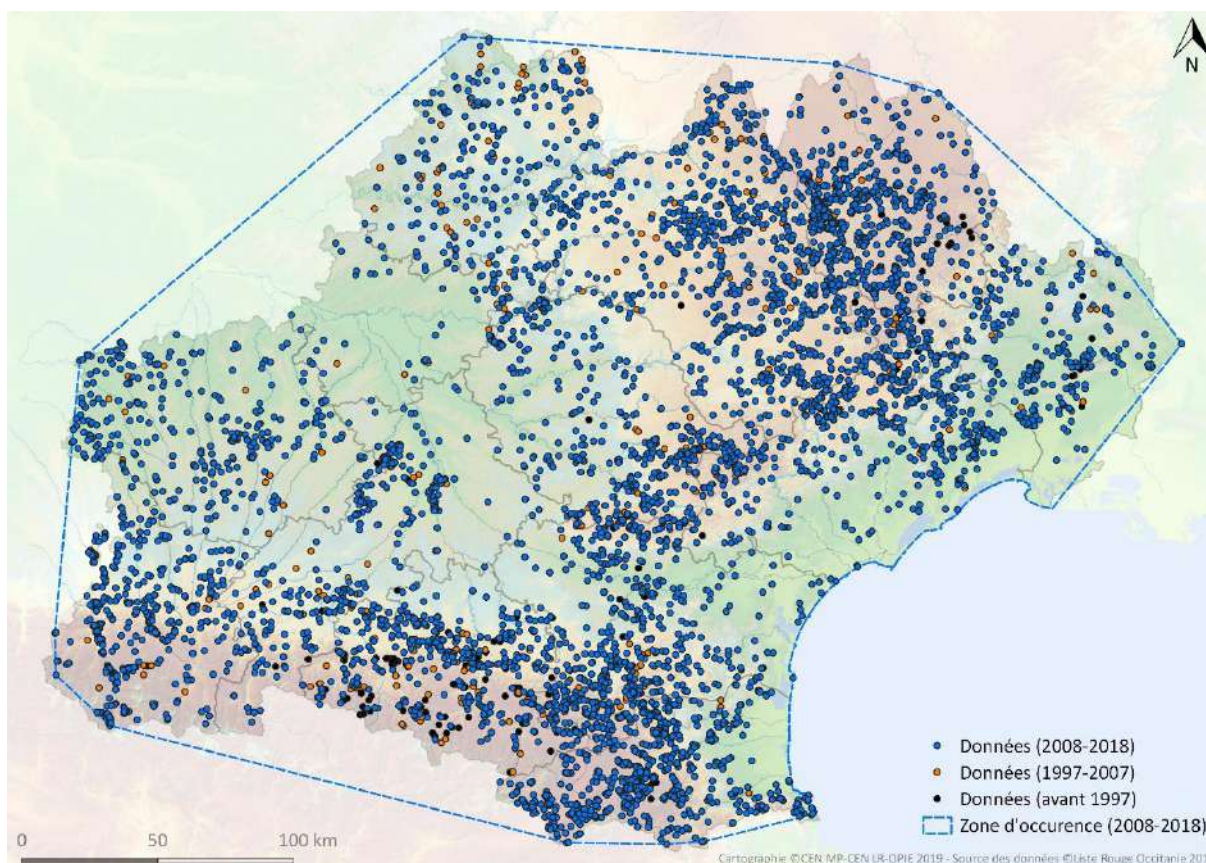 N
Données (2008-2018)
Données (1997-2007)
Données (avant 1997)
Zone d'occurence (2008-2018)
0 50 100 km
Cartographie ©CEN MP-CEN LR-OPIE 2019 - Source des données ©Liste Rouge Occitanie 201